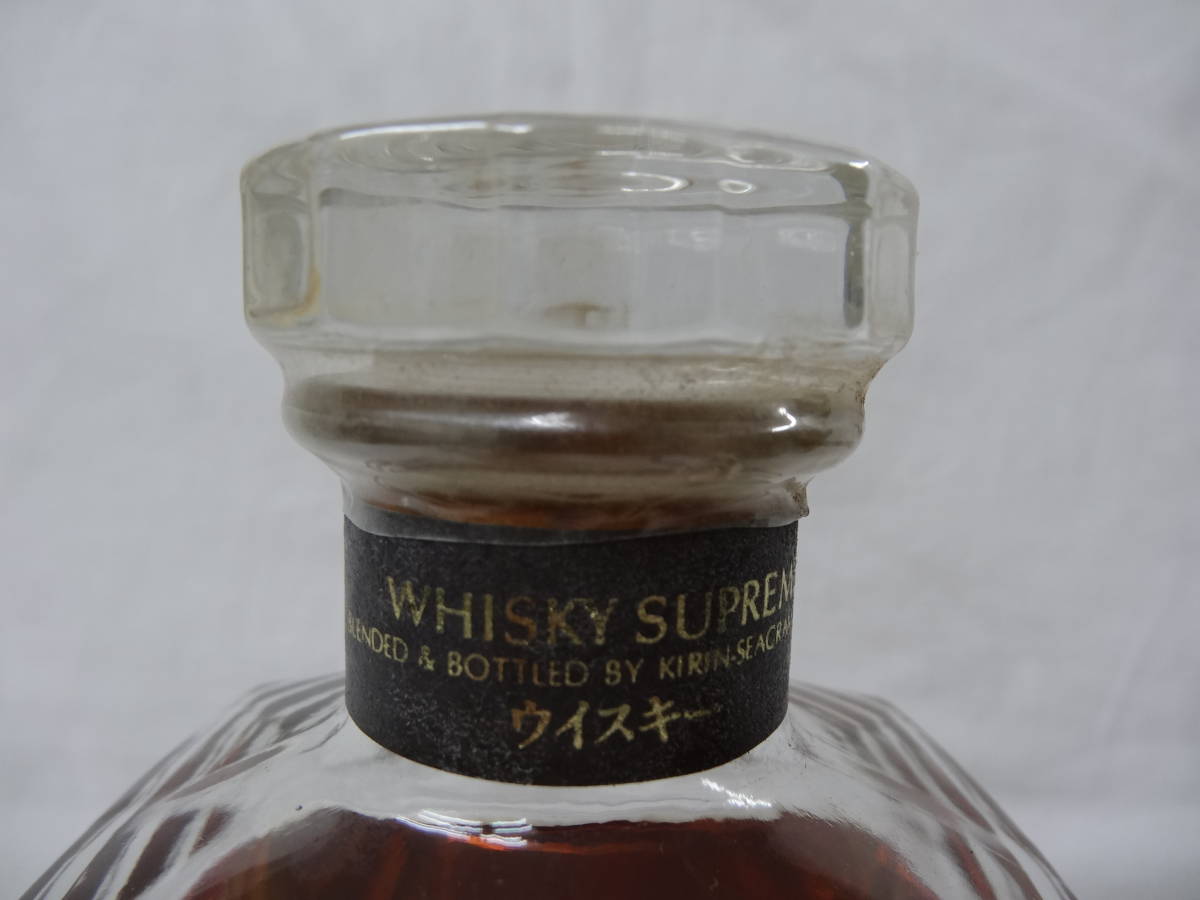 WHISKY SUPREM
BLENDED & BOTTLED BY KIRIN-SEAGRA
ウイスキー